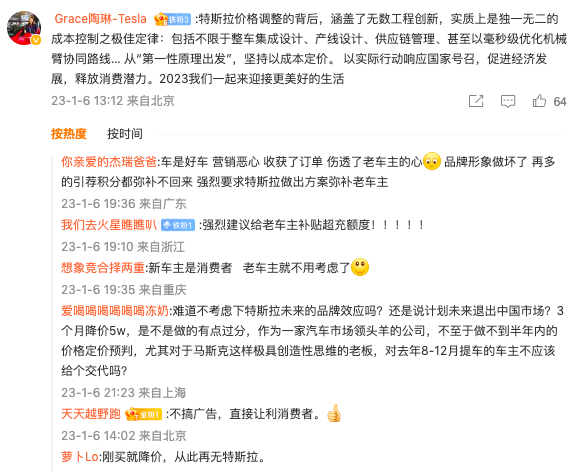 Grace陶琳-Tesla 铁粉3 :特斯拉价格调整的背后，涵盖了无数工程创新，实质上是独一无二的
成本控制之极佳定律：包括不限于整车集成设计、产线设计、供应链管理、甚至以毫秒级优化机械
臂协同路线... 从“第一性原理出发”，坚持以成本定价。 以实际行动响应国家号召，促进经济发
展，释放消费潜力。2023我们一起来迎接更美好的生活
23-1-6 13:12 来自北京
64
按热度 按时间
你亲爱的杰瑞爸爸:车是好车 营销恶心 收获了订单 伤透了老车主的心 品牌形象做坏了 再多
的引荐积分都弥补不回来 强烈要求特斯拉做出方案弥补老车主
23-1-6 19:36 来自广东
我们去火星瞧瞧叭 铁粉1 :强烈建议给老车主补贴超充额度！！！！！
23-1-6 19:10 来自浙江
想象竞合择两重:新车主是消费者 老车主就不用考虑了
23-1-6 19:35 来自重庆
爱喝喝喝喝喝喝冻奶:难道不考虑下特斯拉未来的品牌效应吗？还是说计划未来退出中国市场？3
个月降价5w，是不是做的有点过分，作为一家汽车市场领头羊的公司，不至于做不到半年内的
价格定价预判，尤其对于马斯克这样极具创造性思维的老板，对去年8-12月提车的车主不应该
给个交代吗？
23-1-6 21:23 来自上海
天天越野跑 金粉1 :不搞广告，直接让利消费者。
23-1-6 14:02 来自北京
萝卜Lo:刚买就降价，从此再无特斯拉。